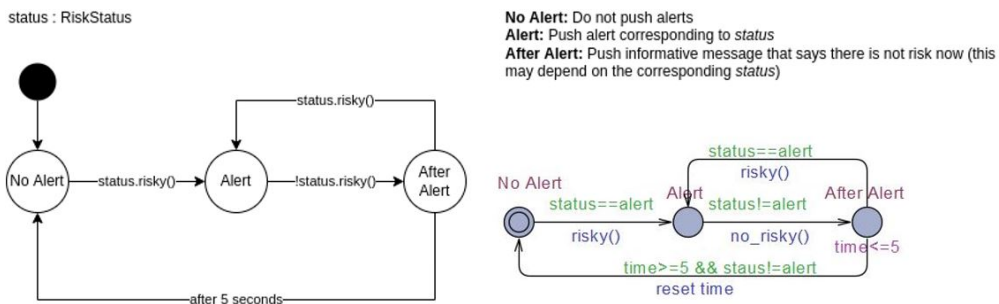 status : RiskStatus
No Alert: Do not push alerts
Alert: Push alert corresponding to status
After Alert: Push informative message that says there is not risk now (this
may depend on the corresponding status)
status.risky()
No Alert
status.risky()
Alert
!status.risky()
After
Alert
after 5 seconds
status==alert
risky()
No Alert
Alert
After Alert
status==alert
status!=alert
risky()
no_risky()
time<=5
time>=5 && staus!=alert
reset time